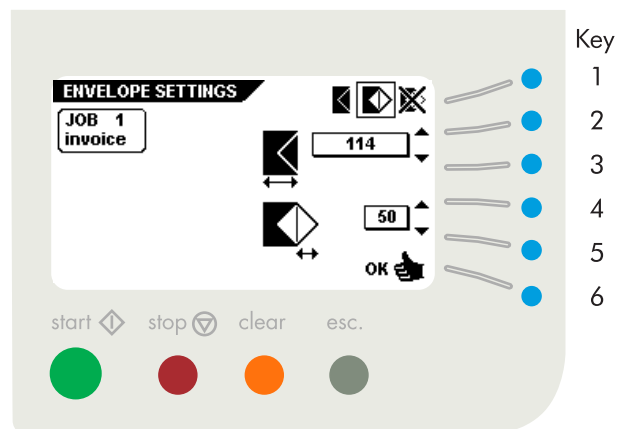 Key
ENVELOPE SETTINGS
1
JOB 1
invoice
2
114
3
4
50
5
OK
6
start stop clear esc.